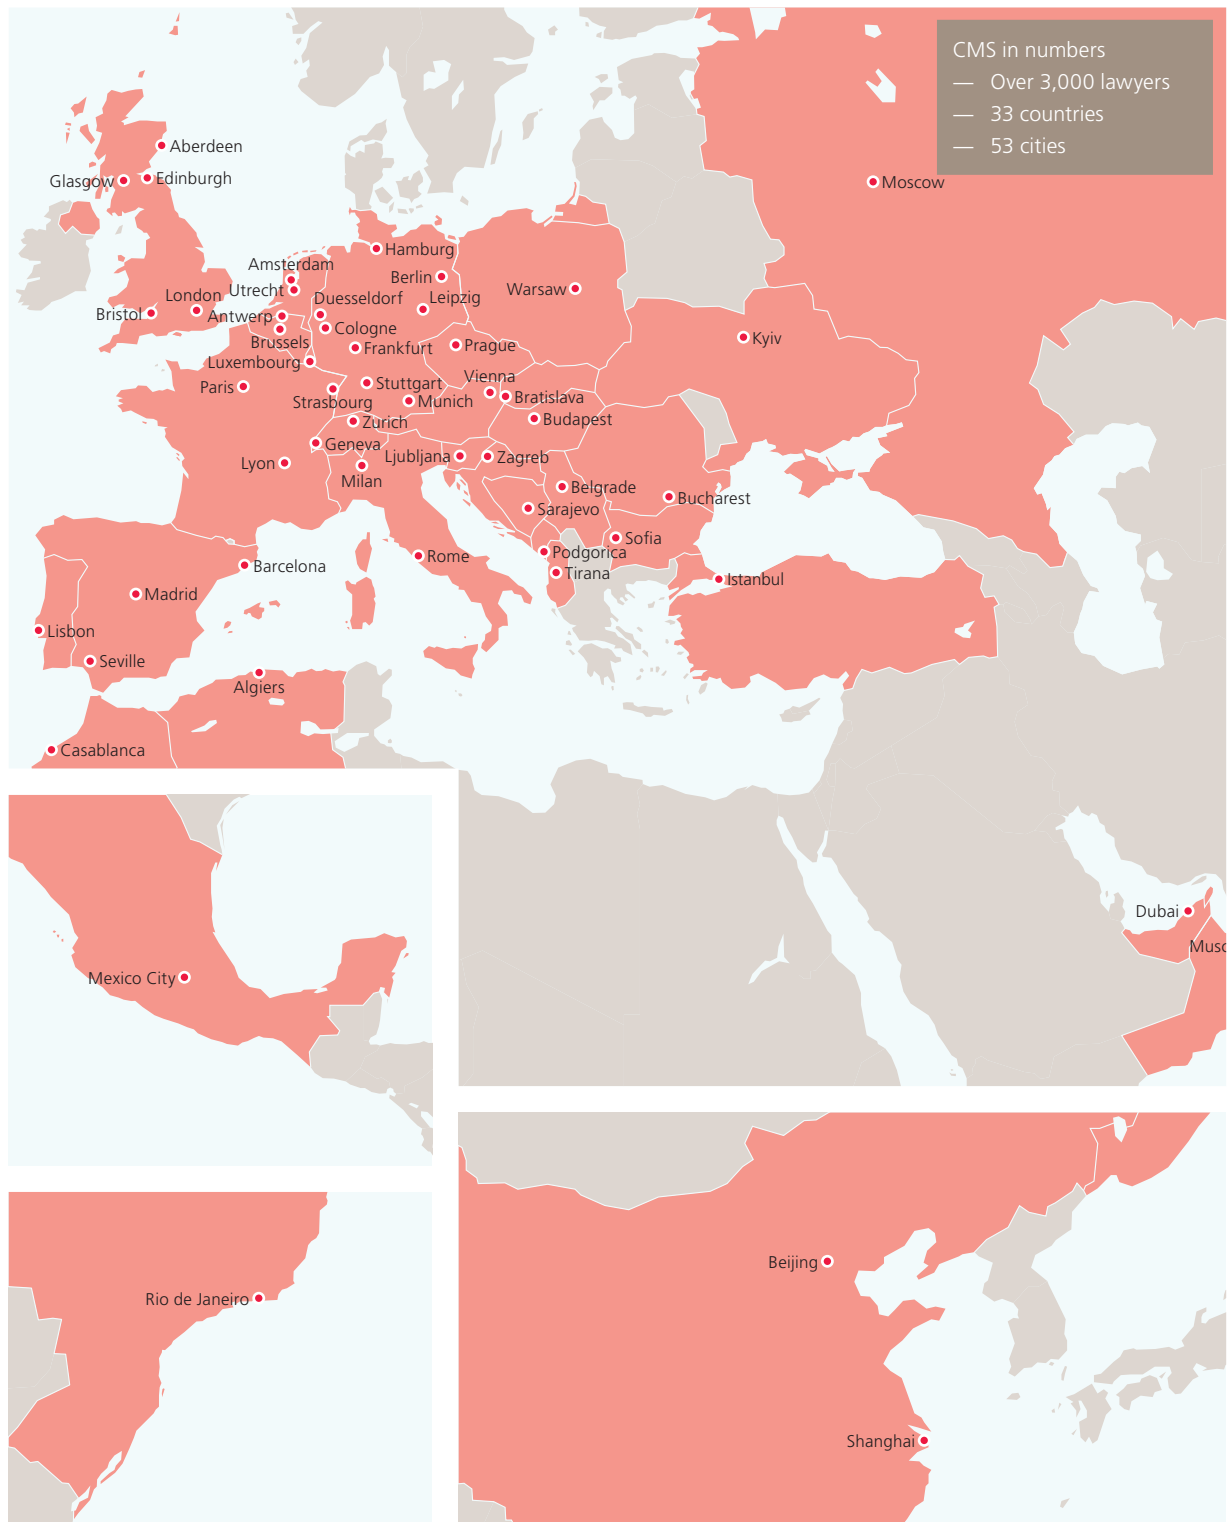 CMS in numbers
— Over 3,000 lawyers
— 33 countries
— 53 cities
Aberdeen
Glasgow
Edinburgh
Moscow
Hamburg
Amsterdam
Berlin
Utrecht
Warsaw
London
Duesseldorf
Leipzig
Bristol
Antwerp
Cologne
Kyiv
Brussels
Frankfurt
Prague
Luxembourg
Vienna
Paris
Stuttgart
Strasbourg
Munich
Bratislava
Zurich
Budapest
Geneva
Lyon
Ljubljana
Zagreb
Milan
Belgrade
Bucharest
Sarajevo
Sofia
Podgorica
Rome
Barcelona
Tirana
Istanbul
Madrid
Lisbon
Seville
Algiers
Casablanca
Dubai
Musc
Mexico City
Beijing
Rio de Janeiro
Shanghai